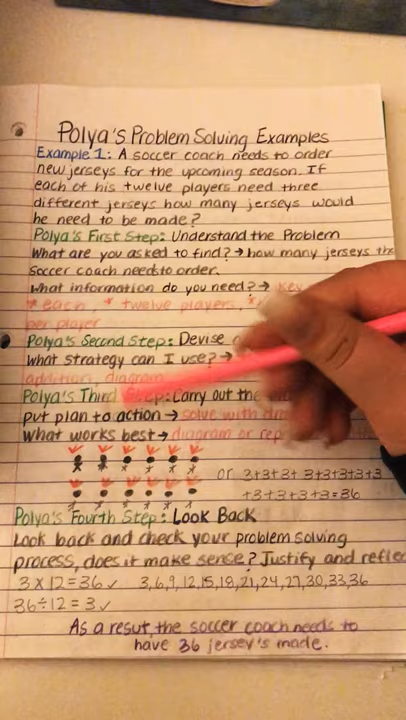 Polya's Problem Solving Examples
Example 1: A soccer coach needs to order
new jerseys for the upcoming season. If
each of his twelve players need three
different jerseys how many jerseys would
he need to be made?
Polya's First Step: Understand the Problem
What are you asked to find? → how many jerseys the
soccer coach needs to order.
What information do you need? → key
* each, * twelve players, *
per player
Polya's Second Step: Devise
What strategy can I use? →
addition, diagram
Polya's Third Step: Carry out the
put plan to action → solve with
What works best → diagram or rep
or 3+3+3+3+3+3+3
+3+3+3+3+3=36
Polya's Fourth Step: Look Back
Look back and check your problem solving
process, does it make sense? Justify and reflec
3x12=36 ✓ 3,6,9,12,15,18,21,24,27,30,33,36
36÷12=3 ✓
As a resut, the soccer coach needs to
have 36 jersey's made.